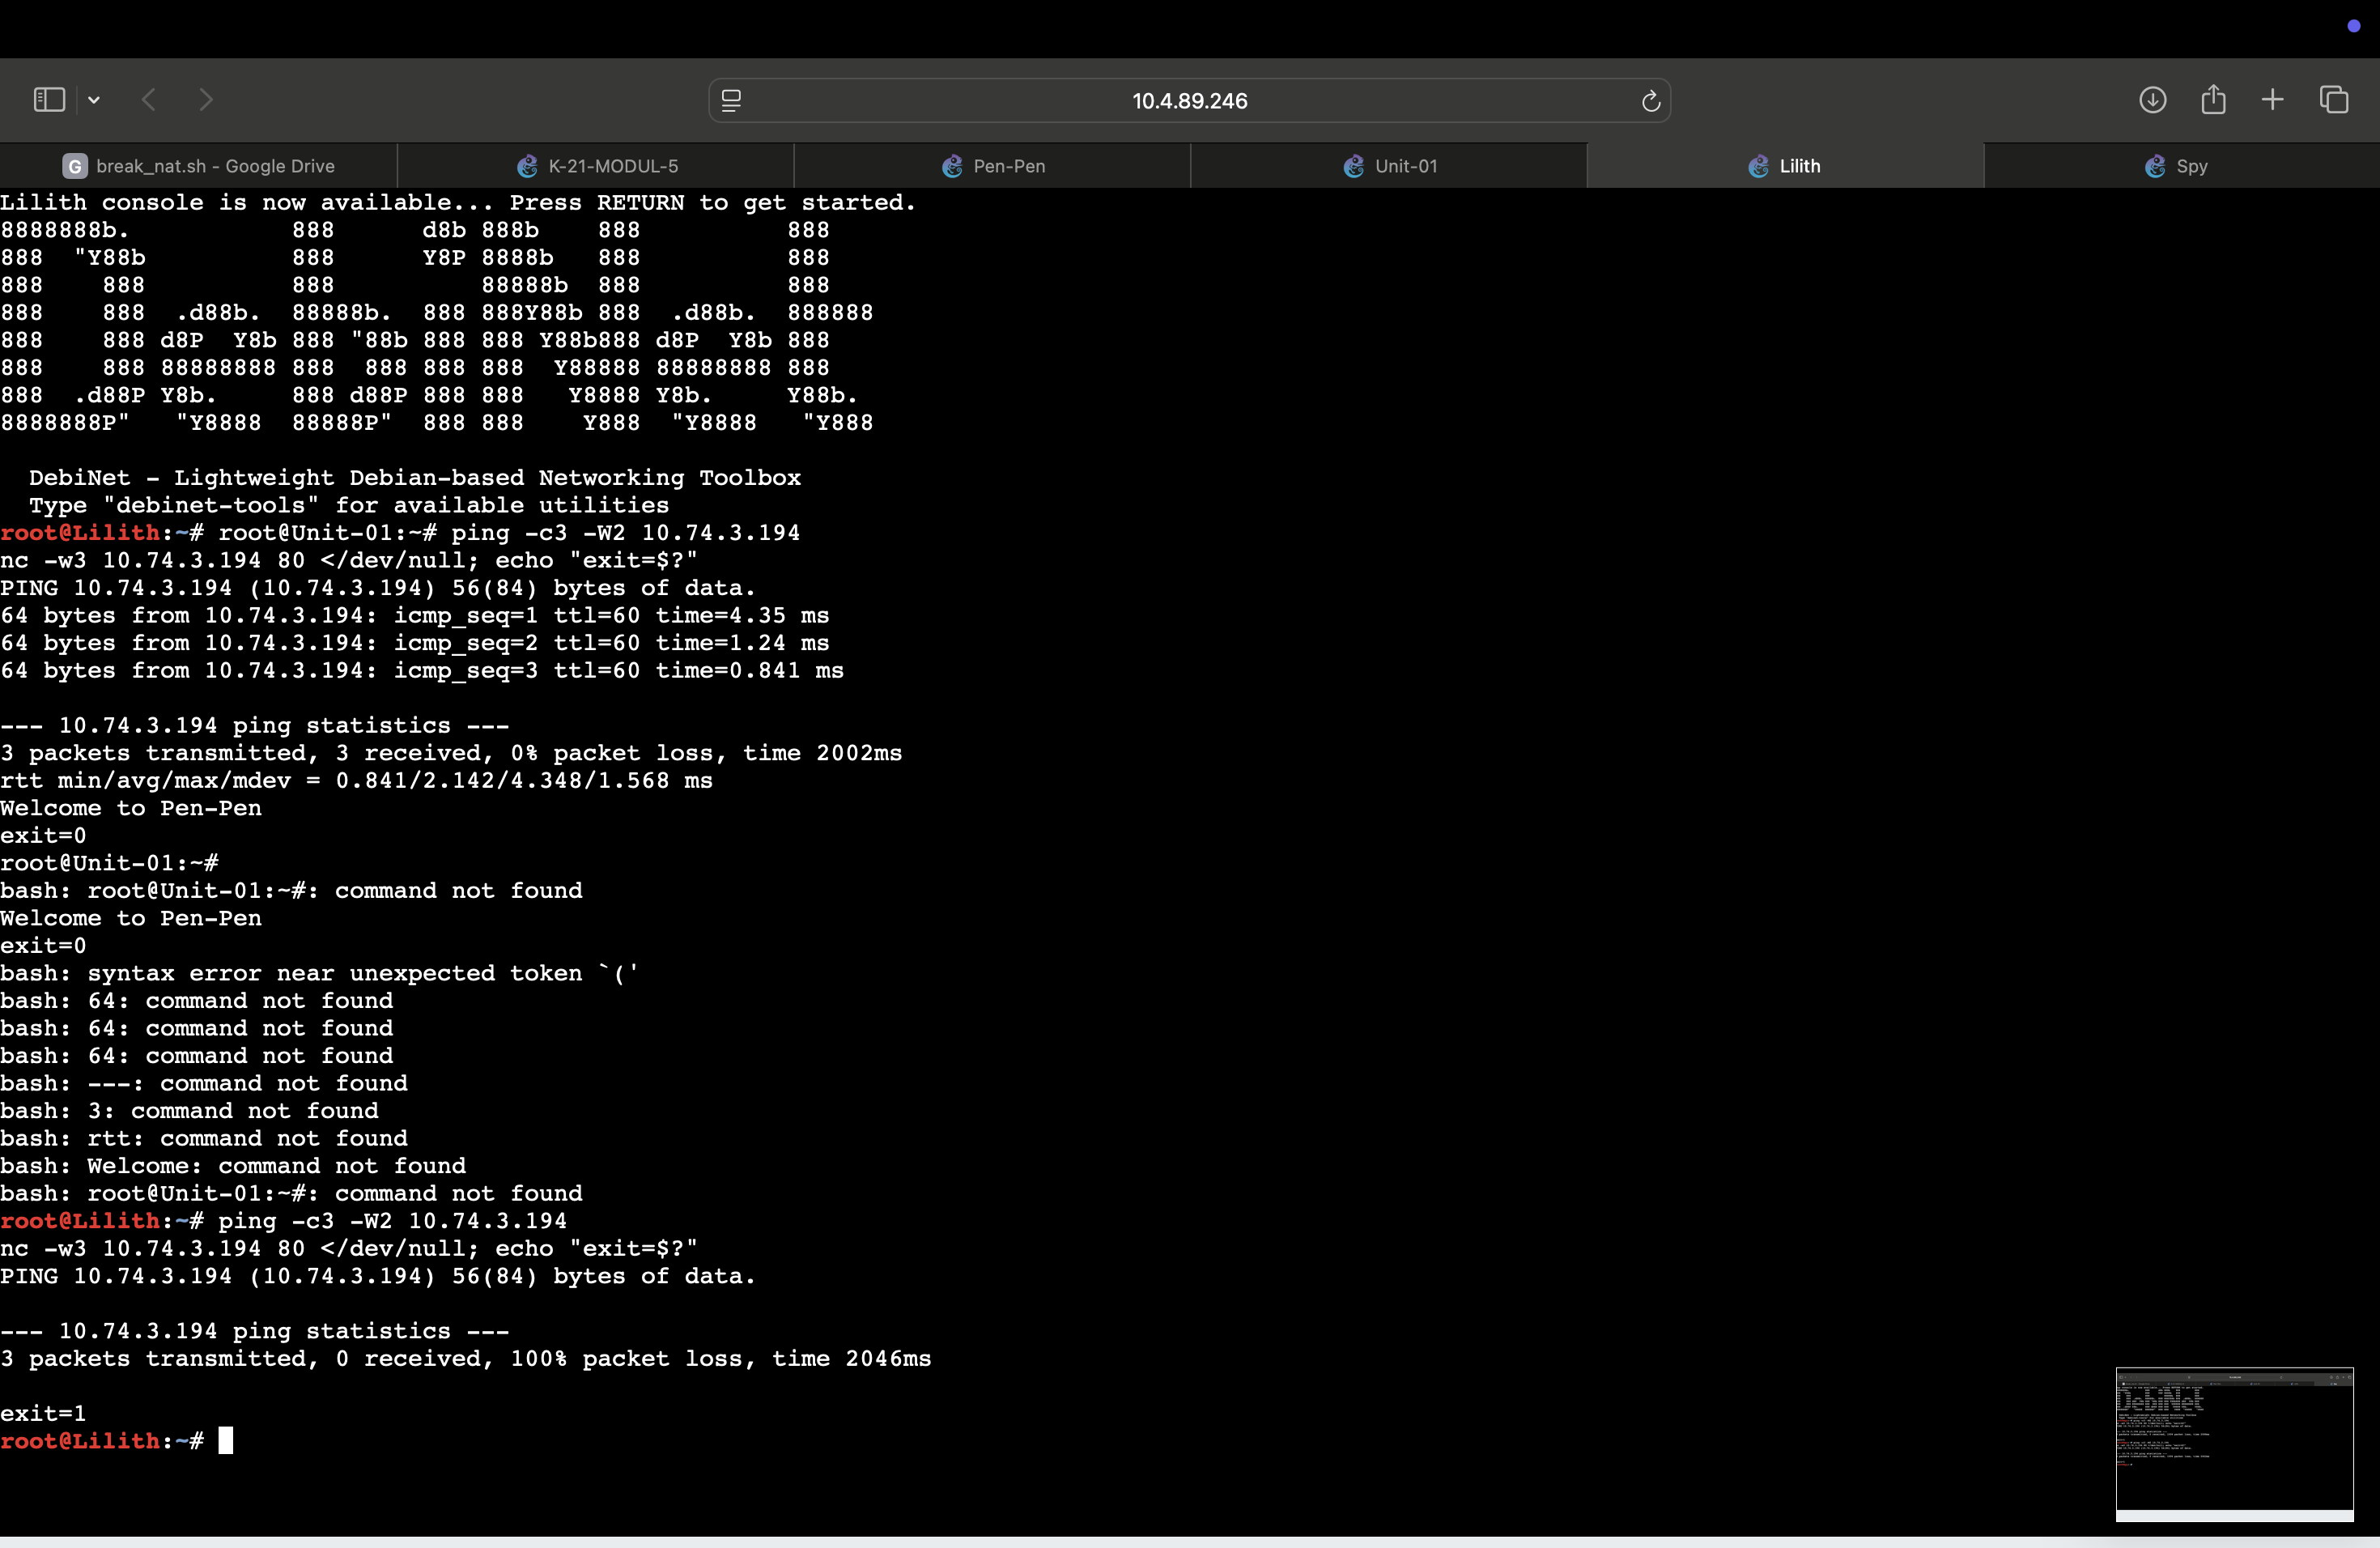 10.4.89.246
G break_nat.sh - Google Drive
K-21-MODUL-5
Pen-Pen
Unit-01
Lilith
Spy
Lilith console is now available... Press RETURN to get started.
8888888b.           888      d8b 888b    888          888
888  "Y88b          888      Y8P 8888b   888          888
888    888          888          88888b  888          888
888    888  .d88b.  88888b.  888 888Y88b 888  .d88b.  888888
888    888 d8P  Y8b 888 "88b 888 888 Y88b888 d8P  Y8b 888
888    888 88888888 888  888 888 888  Y88888 88888888 888
888  .d88P Y8b.     888 d88P 888 888   Y8888 Y8b.     Y88b.
8888888P"   "Y8888  88888P"  888 888    Y888  "Y8888   "Y888
DebiNet - Lightweight Debian-based Networking Toolbox
Type "debinet-tools" for available utilities
root@Lilith:~# root@Unit-01:~# ping -c3 -W2 10.74.3.194
nc -w3 10.74.3.194 80 </dev/null; echo "exit=$?"
PING 10.74.3.194 (10.74.3.194) 56(84) bytes of data.
64 bytes from 10.74.3.194: icmp_seq=1 ttl=60 time=4.35 ms
64 bytes from 10.74.3.194: icmp_seq=2 ttl=60 time=1.24 ms
64 bytes from 10.74.3.194: icmp_seq=3 ttl=60 time=0.841 ms
--- 10.74.3.194 ping statistics ---
3 packets transmitted, 3 received, 0% packet loss, time 2002ms
rtt min/avg/max/mdev = 0.841/2.142/4.348/1.568 ms
Welcome to Pen-Pen
exit=0
root@Unit-01:~#
bash: root@Unit-01:~#: command not found
Welcome to Pen-Pen
exit=0
bash: syntax error near unexpected token `('
bash: 64: command not found
bash: 64: command not found
bash: 64: command not found
bash: ---: command not found
bash: 3: command not found
bash: rtt: command not found
bash: Welcome: command not found
bash: root@Unit-01:~#: command not found
root@Lilith:~# ping -c3 -W2 10.74.3.194
nc -w3 10.74.3.194 80 </dev/null; echo "exit=$?"
PING 10.74.3.194 (10.74.3.194) 56(84) bytes of data.
--- 10.74.3.194 ping statistics ---
3 packets transmitted, 0 received, 100% packet loss, time 2046ms
exit=1
root@Lilith:~#